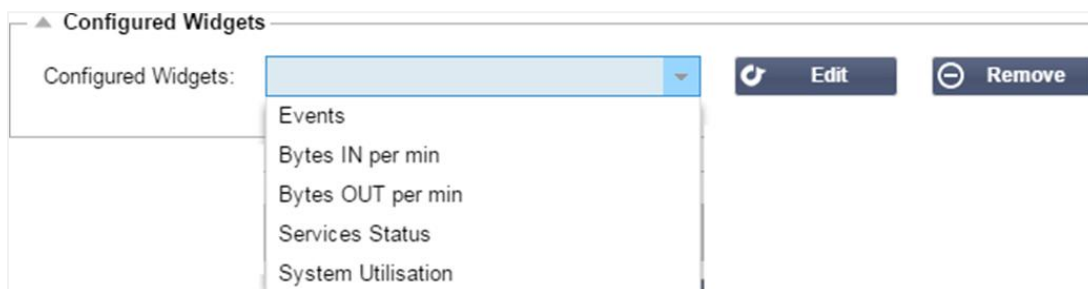 Configured Widgets
Configured Widgets: Edit Remove
Events
Bytes IN per min
Bytes OUT per min
Services Status
System Utilisation